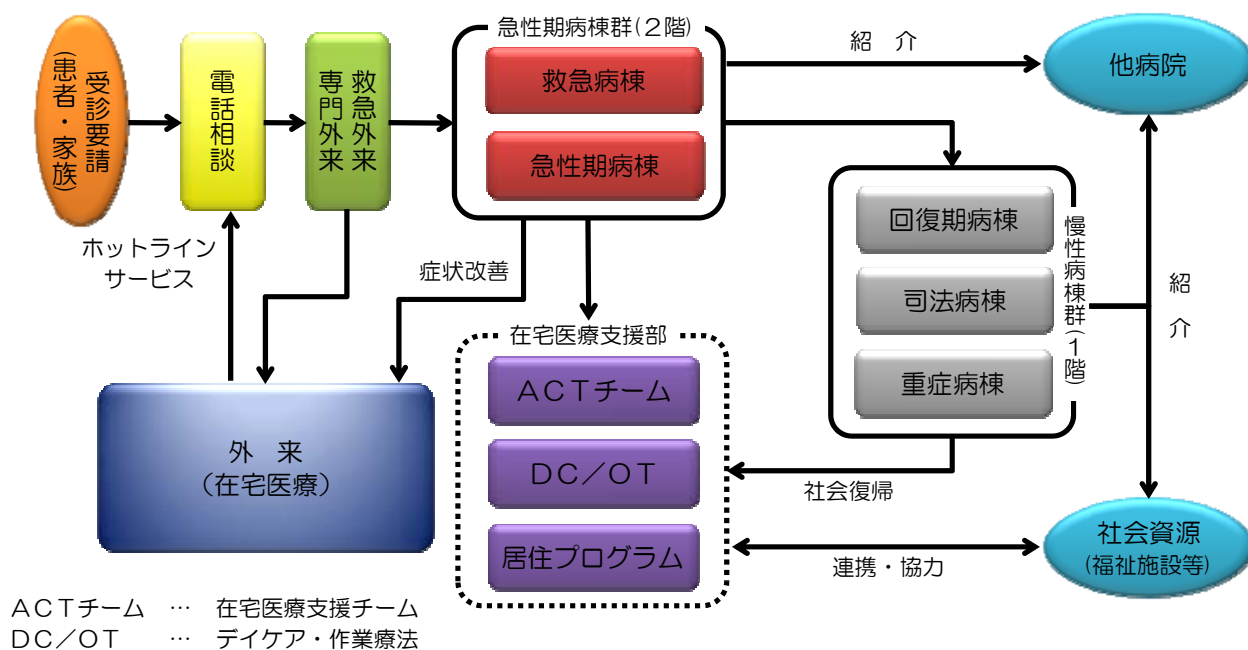 受診要請
(患者・家族)
電話相談
救急外来
専門外来
急性期病棟群(2階)
救急病棟
急性期病棟
紹　介
他病院
ホットライン
サービス
症状改善
外　来
(在宅医療)
在宅医療支援部
ACTチーム
DC/OT
居住プログラム
回復期病棟
司法病棟
重症病棟
慢性病棟群(1階)
紹　介
社会復帰
連携・協力
社会資源
(福祉施設等)
ACTチーム　…　在宅医療支援チーム
DC/OT　…　デイケア・作業療法